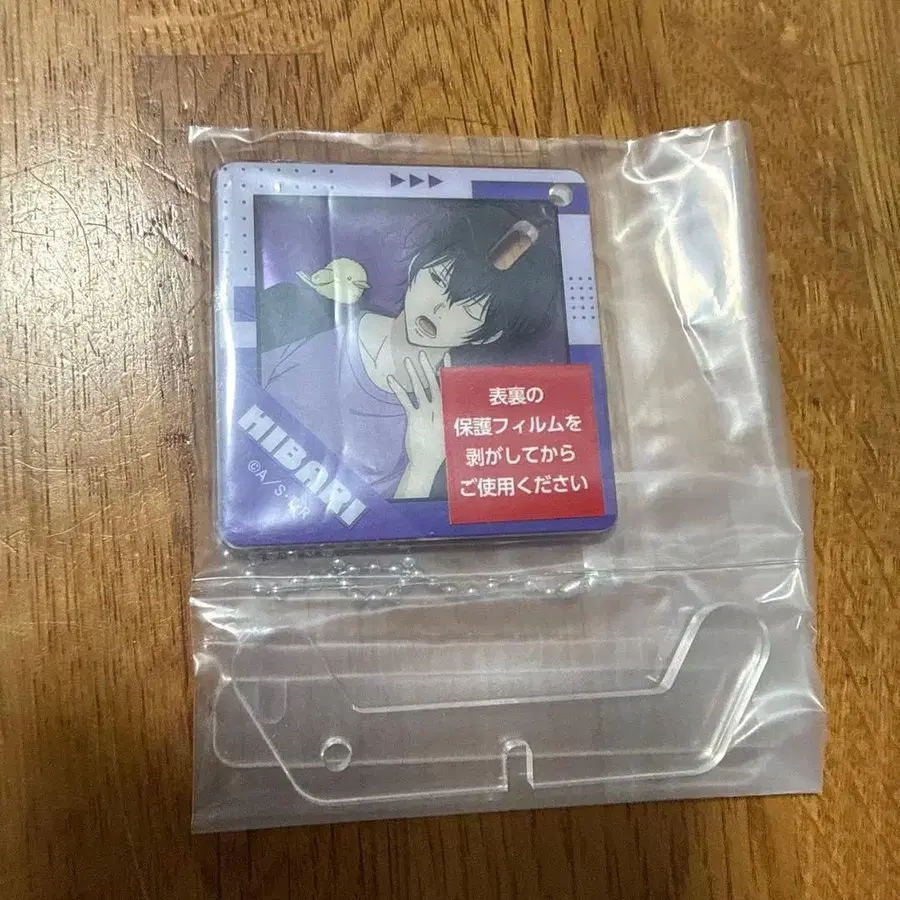 表裏の
保護フィルムを
剥がしてから
ご使用ください
HIBARI
©A/S・